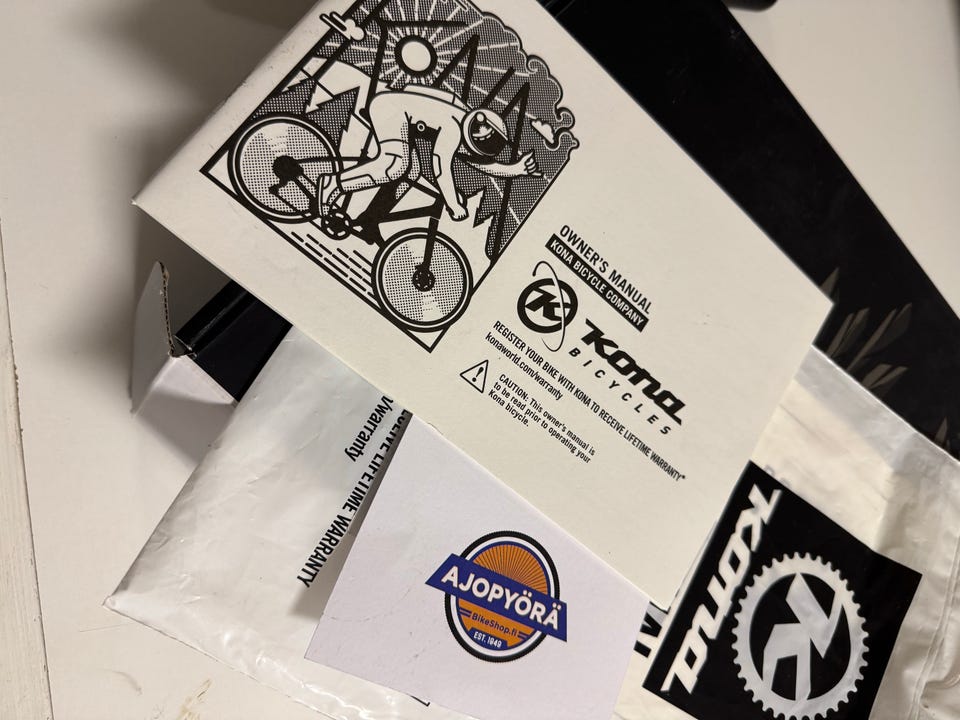 KONA
OWNER'S MANUAL
KONA BICYCLE COMPANY
Kona
BICYCLES
REGISTER YOUR BIKE WITH KONA TO RECEIVE LIFETIME WARRANTY*
konaworld.com/warranty
CAUTION: This owner's manual is
to be read prior to operating your
Kona bicycle.
LIFETIME WARRANTY
/warranty
AJOPYÖRÄ
BikeShop.fi
EST. 1949
Kona